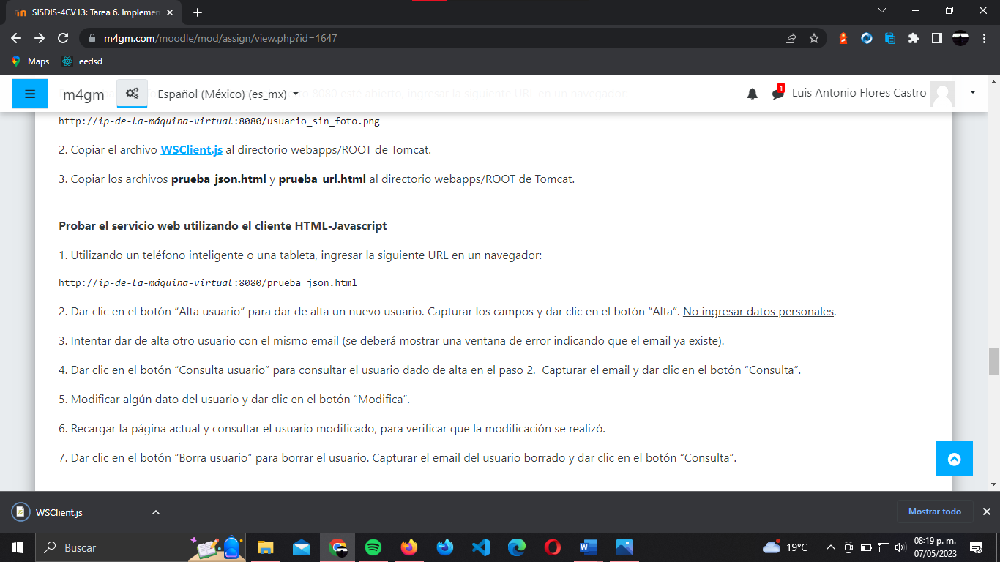 SISDIS-4CV13: Tarea 6. Implemen
m4gm.com/moodle/mod/assign/view.php?id=1647
Maps
eedsd
m4gm
Español (México) (es_mx)
8080 esté abierto, ingresar la siguiente URL en un navegador:
1
Luis Antonio Flores Castro
http://ip-de-la-máquina-virtual:8080/usuario_sin_foto.png
2. Copiar el archivo WSClient.js al directorio webapps/ROOT de Tomcat.
3. Copiar los archivos prueba_json.html y prueba_url.html al directorio webapps/ROOT de Tomcat.
Probar el servicio web utilizando el cliente HTML-Javascript
1. Utilizando un teléfono inteligente o una tableta, ingresar la siguiente URL en un navegador:
http://ip-de-la-máquina-virtual:8080/prueba_json.html
2. Dar clic en el botón “Alta usuario” para dar de alta un nuevo usuario. Capturar los campos y dar clic en el botón “Alta”. No ingresar datos personales.
3. Intentar dar de alta otro usuario con el mismo email (se deberá mostrar una ventana de error indicando que el email ya existe).
4. Dar clic en el botón “Consulta usuario” para consultar el usuario dado de alta en el paso 2.  Capturar el email y dar clic en el botón “Consulta”.
5. Modificar algún dato del usuario y dar clic en el botón “Modifica”.
6. Recargar la página actual y consultar el usuario modificado, para verificar que la modificación se realizó.
7. Dar clic en el botón “Borra usuario” para borrar el usuario. Capturar el email del usuario borrado y dar clic en el botón “Consulta”.
WSClient.js
Mostrar todo
Buscar
19°C
08:19 p. m.
07/05/2023